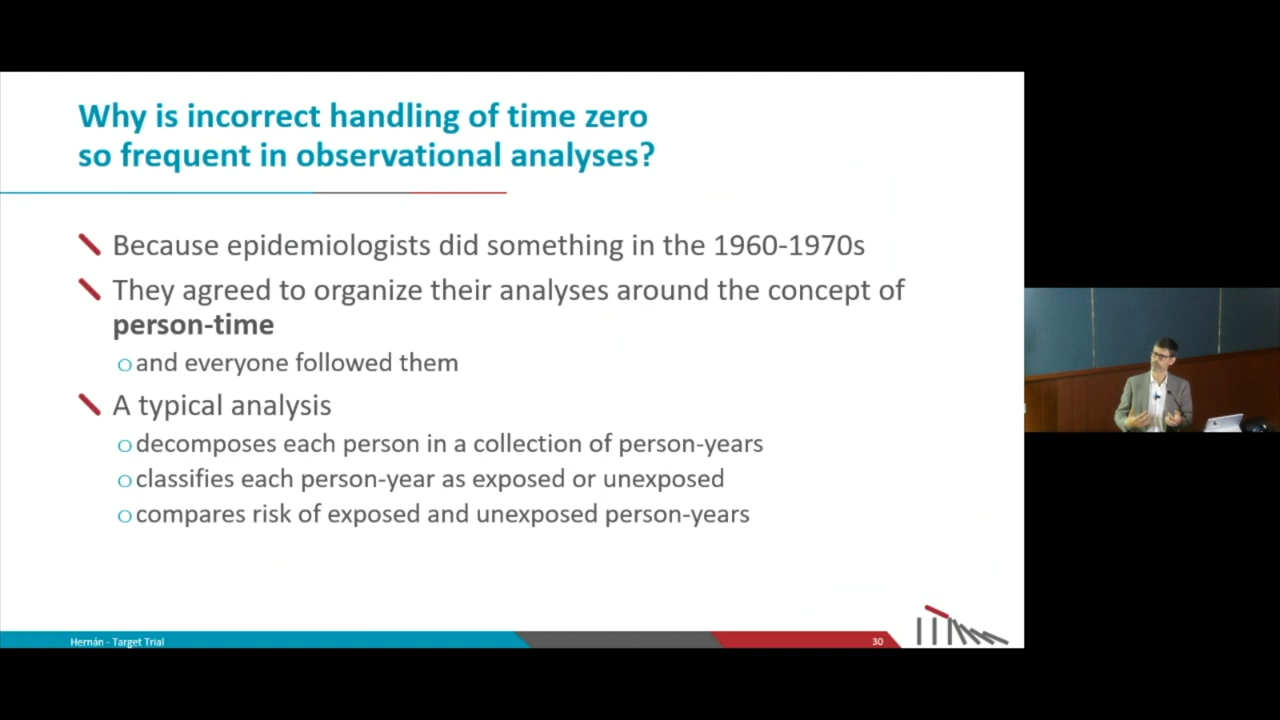 Why is incorrect handling of time zero
so frequent in observational analyses?
Because epidemiologists did something in the 1960-1970s
They agreed to organize their analyses around the concept of
person-time
o and everyone followed them
A typical analysis
o decomposes each person in a collection of person-years
o classifies each person-year as exposed or unexposed
o compares risk of exposed and unexposed person-years
Hernán - Target Trial
30